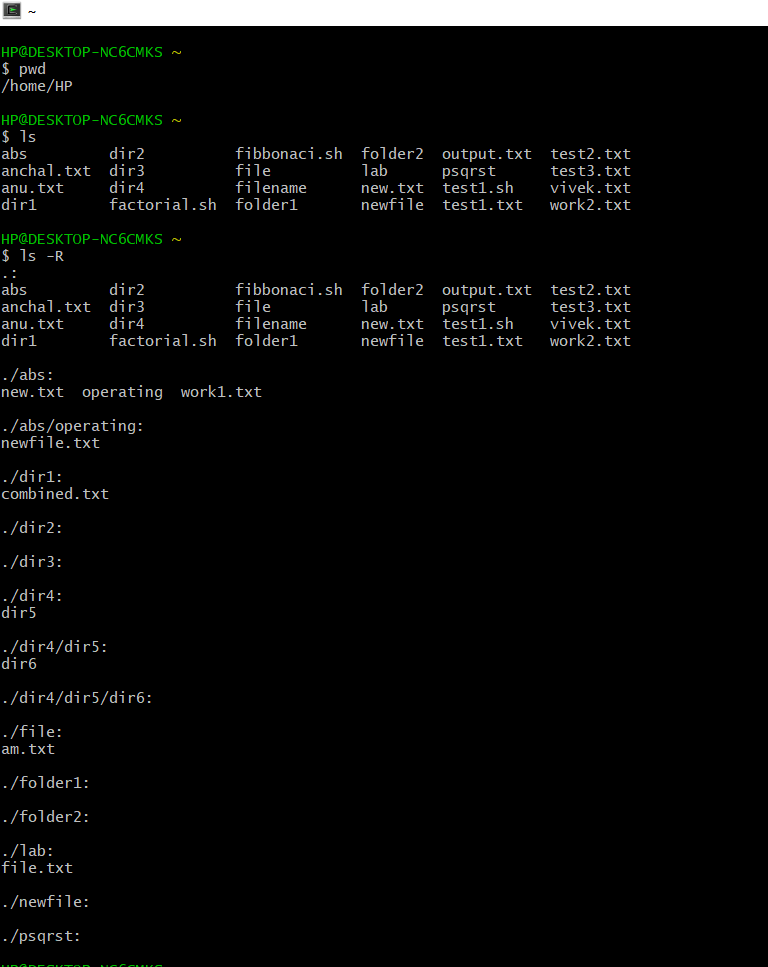 ~
HP@DESKTOP-NC6CMKS ~
$ pwd
/home/HP
HP@DESKTOP-NC6CMKS ~
$ ls
abs dir2 fibbonaci.sh folder2 output.txt test2.txt
anchal.txt dir3 file lab psqrst test3.txt
anu.txt dir4 filename new.txt test1.sh vivek.txt
dir1 factorial.sh folder1 newfile test1.txt work2.txt
HP@DESKTOP-NC6CMKS ~
$ ls -R
.:
abs dir2 fibbonaci.sh folder2 output.txt test2.txt
anchal.txt dir3 file lab psqrst test3.txt
anu.txt dir4 filename new.txt test1.sh vivek.txt
dir1 factorial.sh folder1 newfile test1.txt work2.txt
./abs:
new.txt operating work1.txt
./abs/operating:
newfile.txt
./dir1:
combined.txt
./dir2:
./dir3:
./dir4:
dir5
./dir4/dir5:
dir6
./dir4/dir5/dir6:
./file:
am.txt
./folder1:
./folder2:
./lab:
file.txt
./newfile:
./psqrst:
HP@DESKTOP-NC6CMKS